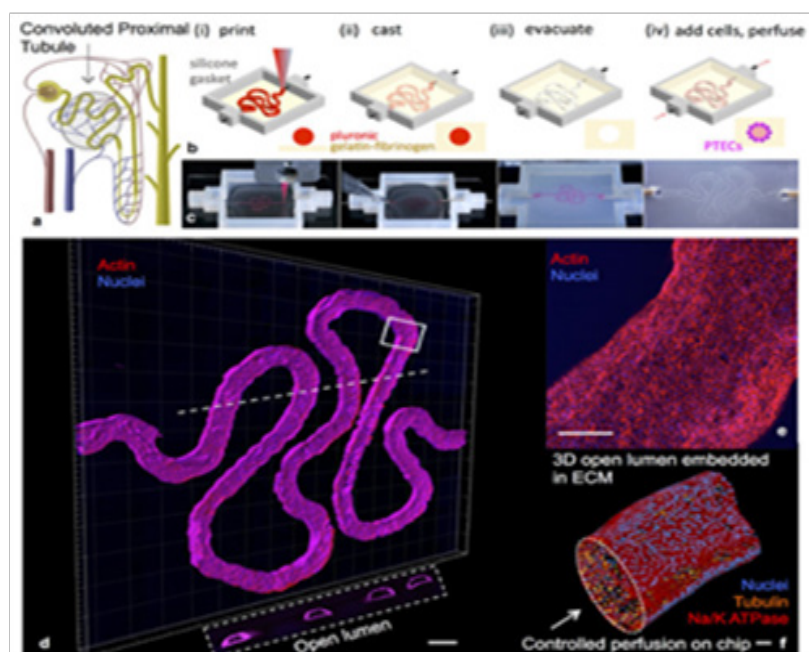 Convoluted Proximal
Tubule
(i) print
(ii) cast
(iii) evacuate
(iv) add cells, perfuse
silicone
gasket
pluronic
gelatin-fibrinogen
PTECs
a
b
c
Actin
Nuclei
Actin
Nuclei
e
3D open lumen embedded
in ECM
Nuclei
Tubulin
Na/K ATPase
Open lumen
d
Controlled perfusion on chip
f